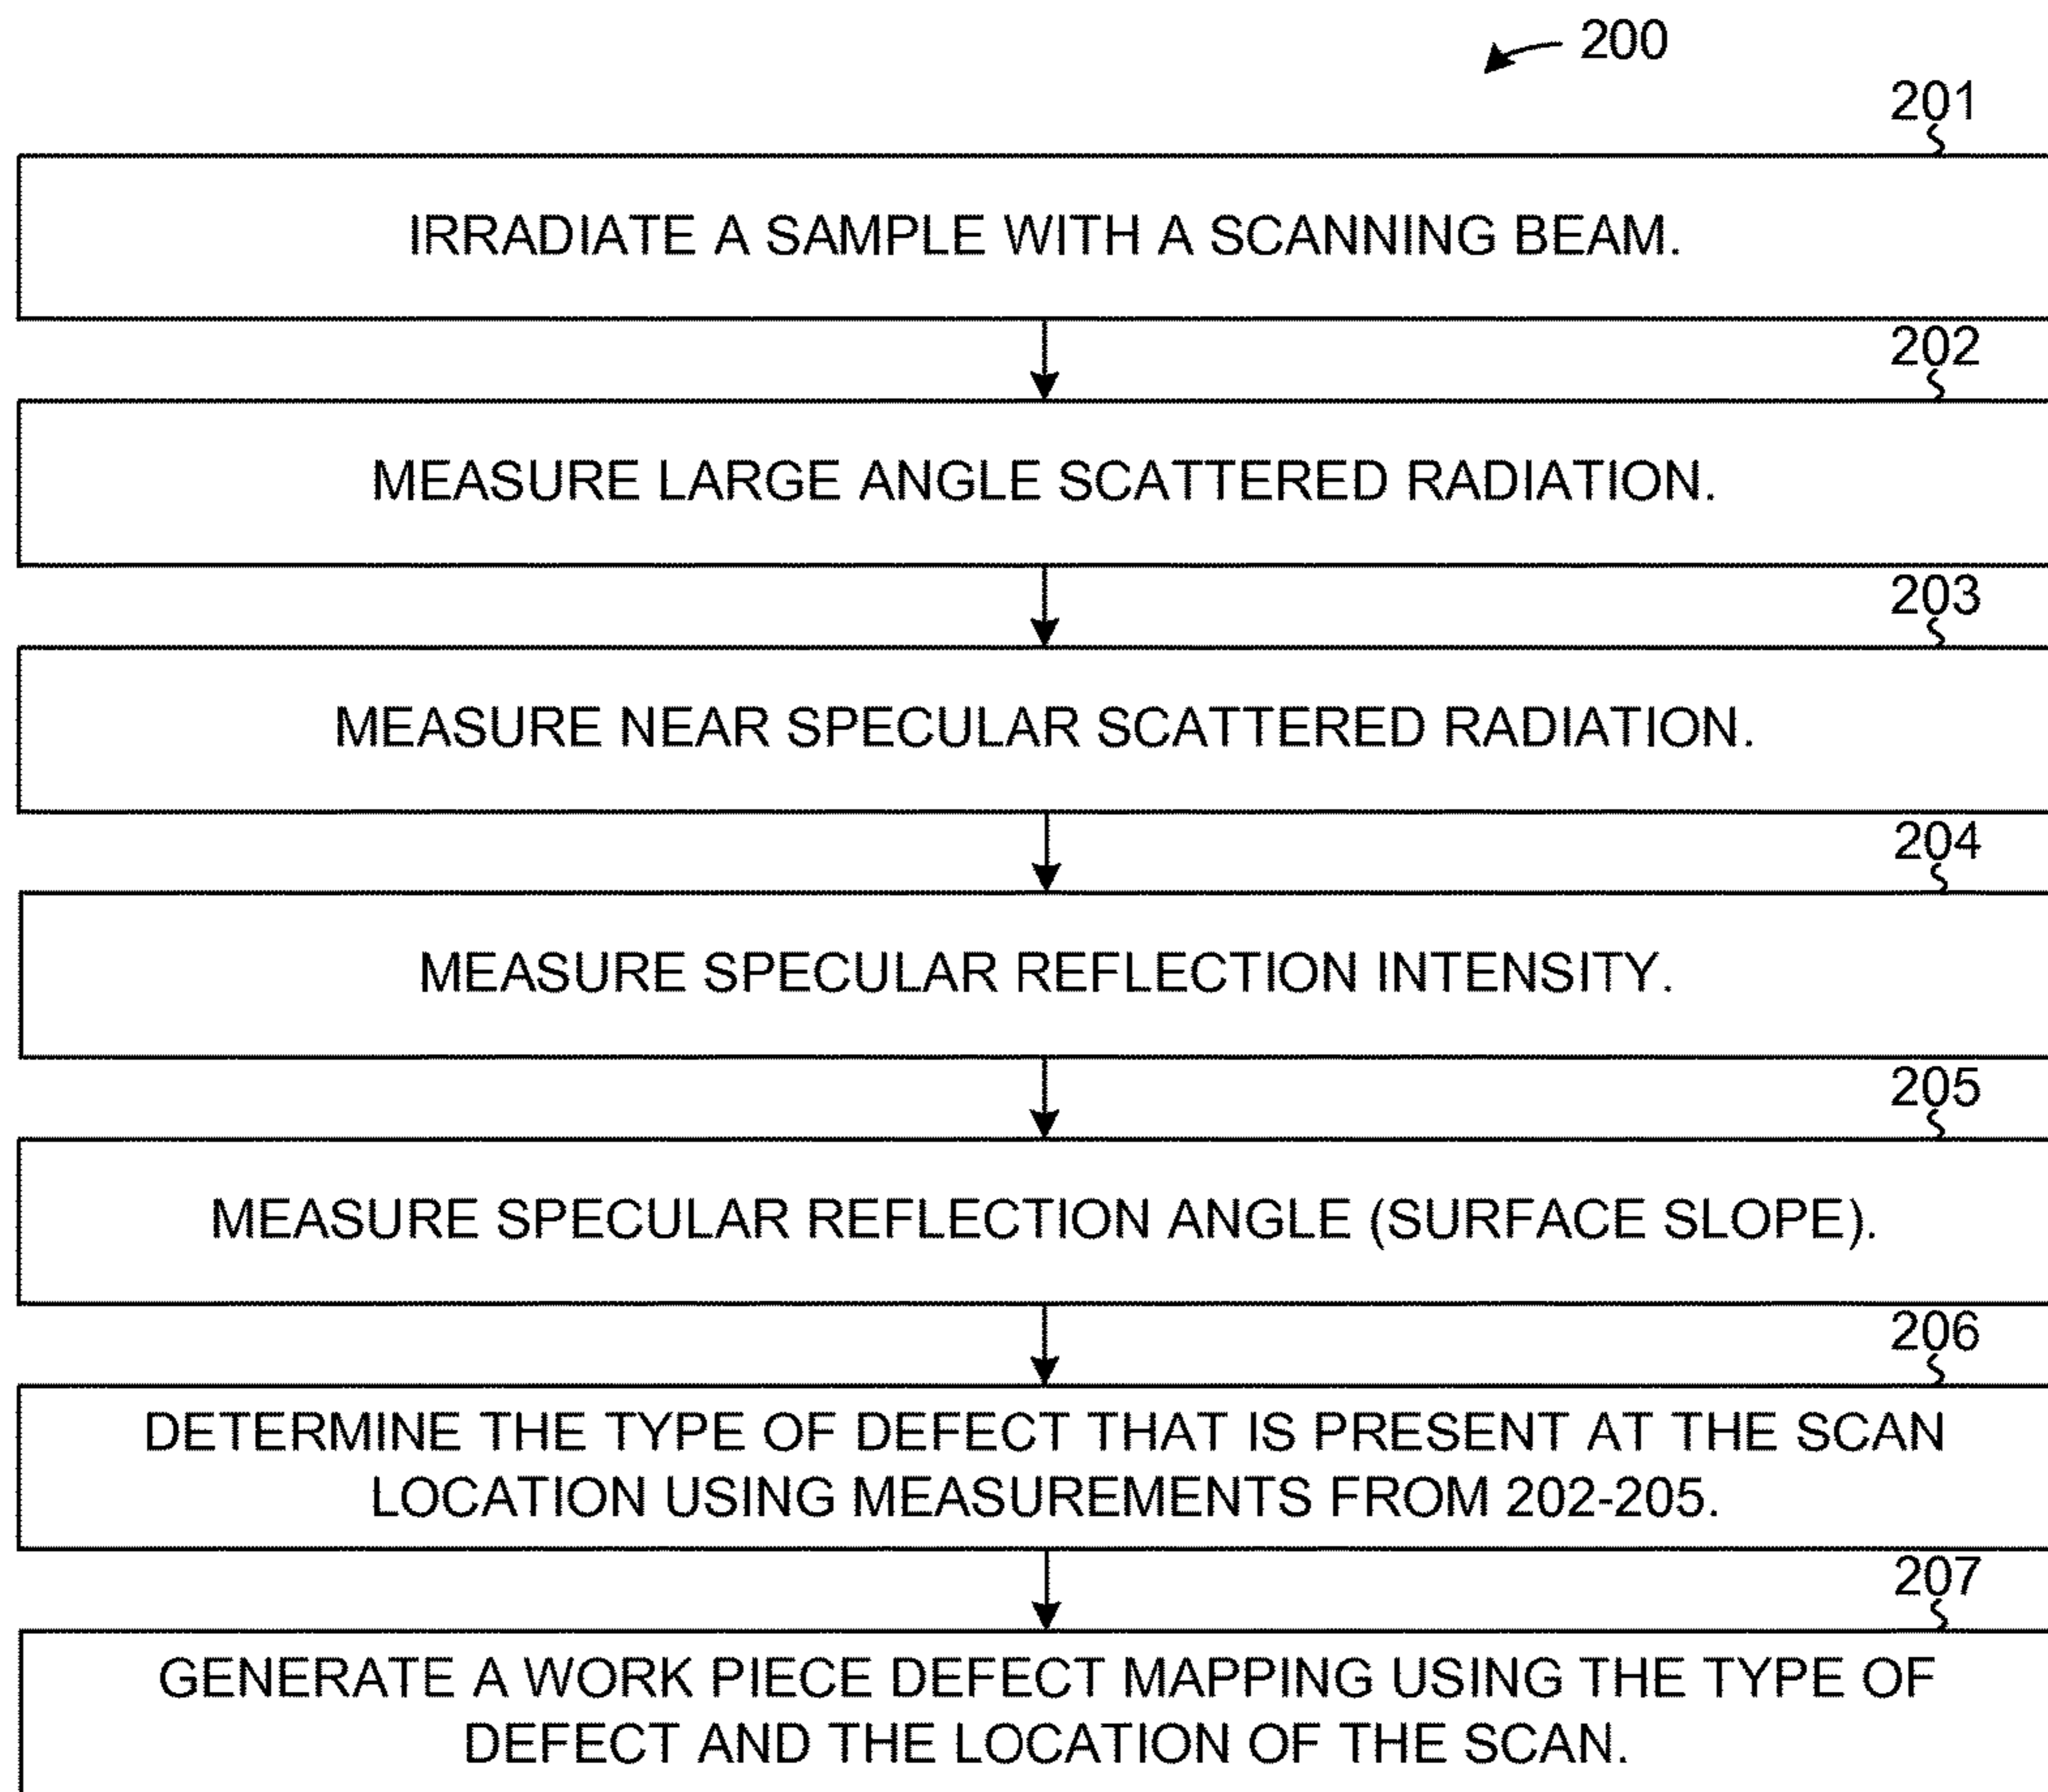 200
201
IRRADIATE A SAMPLE WITH A SCANNING BEAM.
202
MEASURE LARGE ANGLE SCATTERED RADIATION.
203
MEASURE NEAR SPECULAR SCATTERED RADIATION.
204
MEASURE SPECULAR REFLECTION INTENSITY.
205
MEASURE SPECULAR REFLECTION ANGLE (SURFACE SLOPE).
206
DETERMINE THE TYPE OF DEFECT THAT IS PRESENT AT THE SCAN
LOCATION USING MEASUREMENTS FROM 202-205.
207
GENERATE A WORK PIECE DEFECT MAPPING USING THE TYPE OF
DEFECT AND THE LOCATION OF THE SCAN.